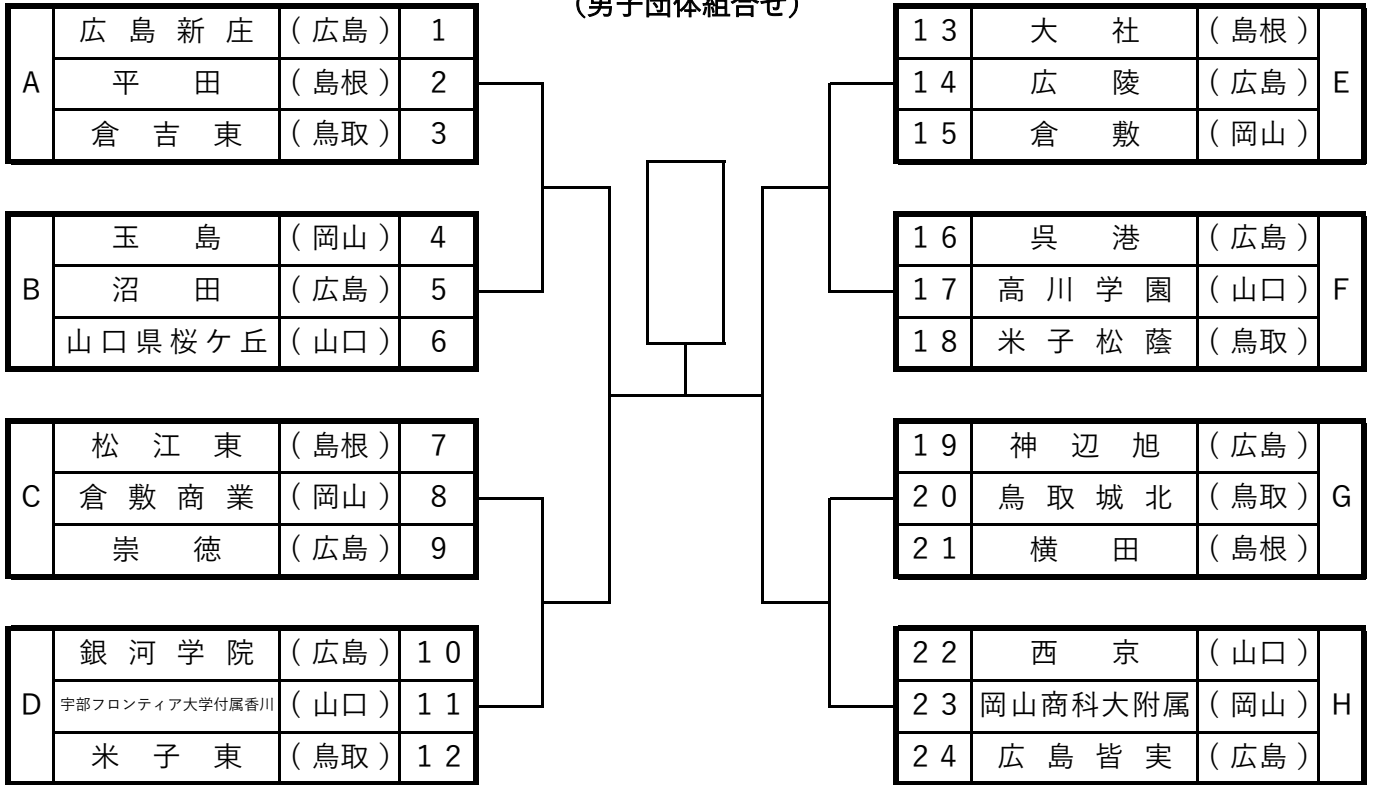 (男子団体組合せ)
A
広島新庄 (広島) 1
平田 (島根) 2
倉吉東 (鳥取) 3
B
玉島 (岡山) 4
沼田 (広島) 5
山口県桜ケ丘 (山口) 6
C
松江東 (島根) 7
倉敷商業 (岡山) 8
崇徳 (広島) 9
D
銀河学院 (広島) 10
宇部フロンティア大学付属香川 (山口) 11
米子東 (鳥取) 12
E
13 大社 (島根)
14 広陵 (広島)
15 倉敷 (岡山)
F
16 呉港 (広島)
17 高川学園 (山口)
18 米子松蔭 (鳥取)
G
19 神辺旭 (広島)
20 鳥取城北 (鳥取)
21 横田 (島根)
H
22 西京 (山口)
23 岡山商科大附属 (岡山)
24 広島皆実 (広島)